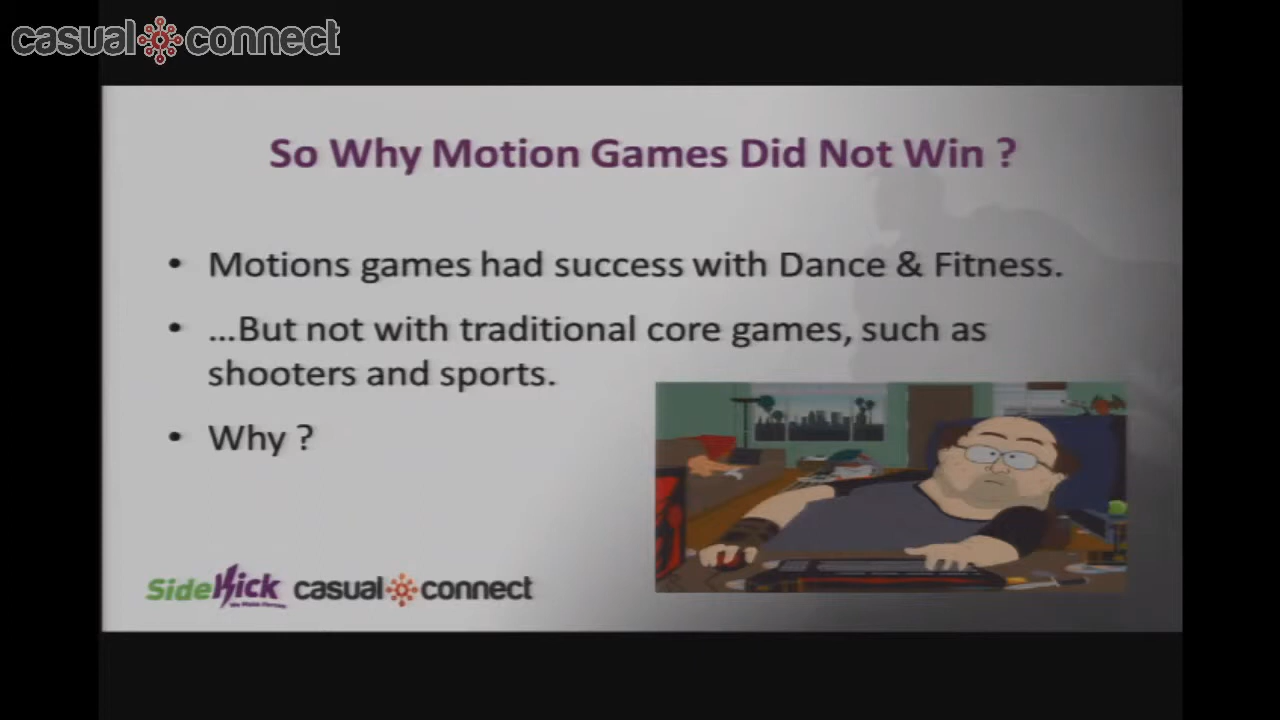 casual connect
So Why Motion Games Did Not Win ?
• Motions games had success with Dance & Fitness.
• …But not with traditional core games, such as
shooters and sports.
• Why ?
SideKick casual connect